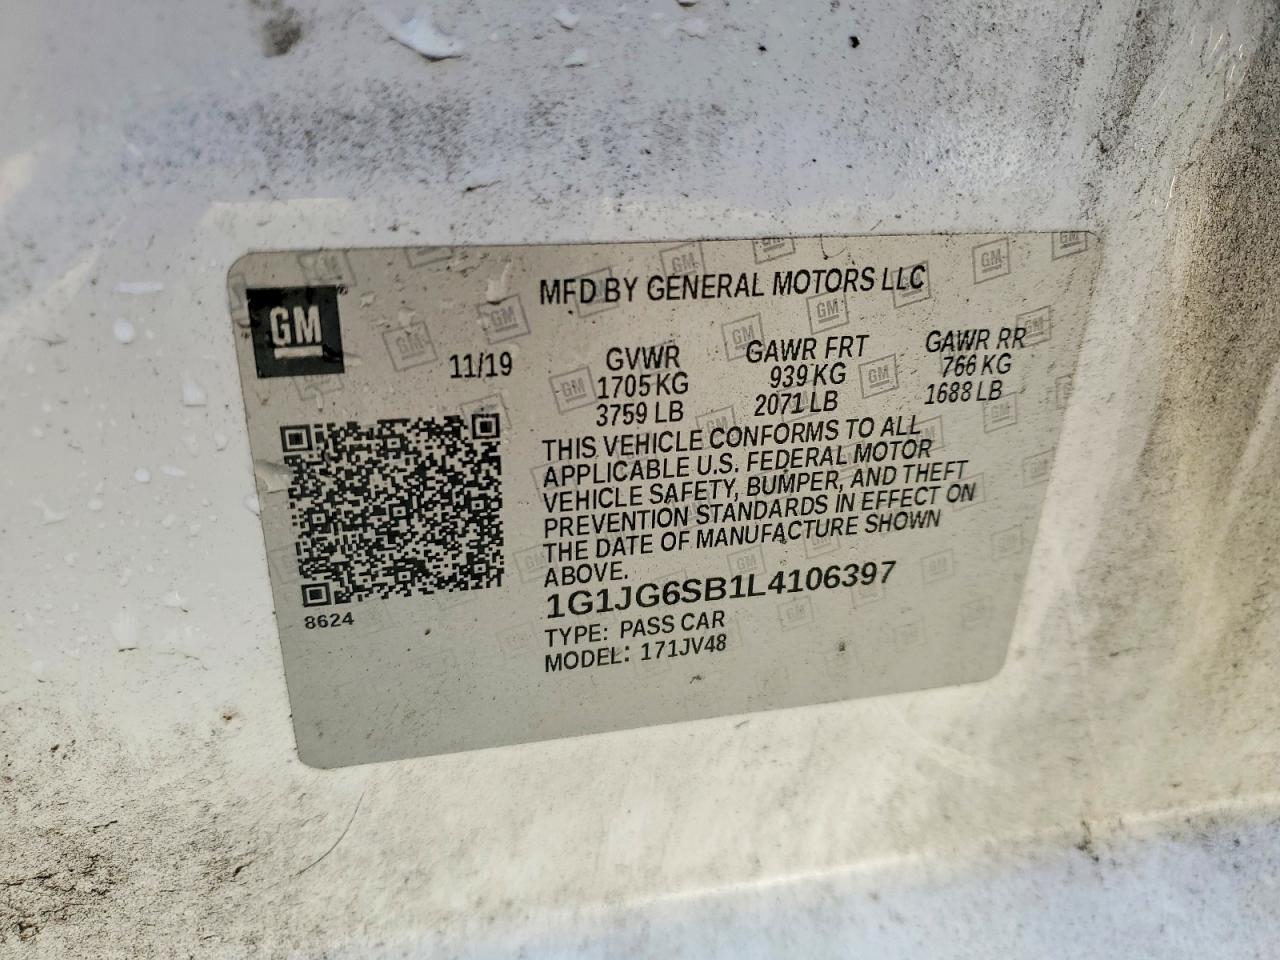 MFD BY GENERAL MOTORS LLC
GM
11/19
GVWR GAWR FRT GAWR RR
1705 KG 939 KG 766 KG
3759 LB 2071 LB 1688 LB
THIS VEHICLE CONFORMS TO ALL
APPLICABLE U.S. FEDERAL MOTOR
VEHICLE SAFETY, BUMPER, AND THEFT
PREVENTION STANDARDS IN EFFECT ON
THE DATE OF MANUFACTURE SHOWN
ABOVE.
1G1JG6SB1L4106397
8624
TYPE: PASS CAR
MODEL: 171JV48